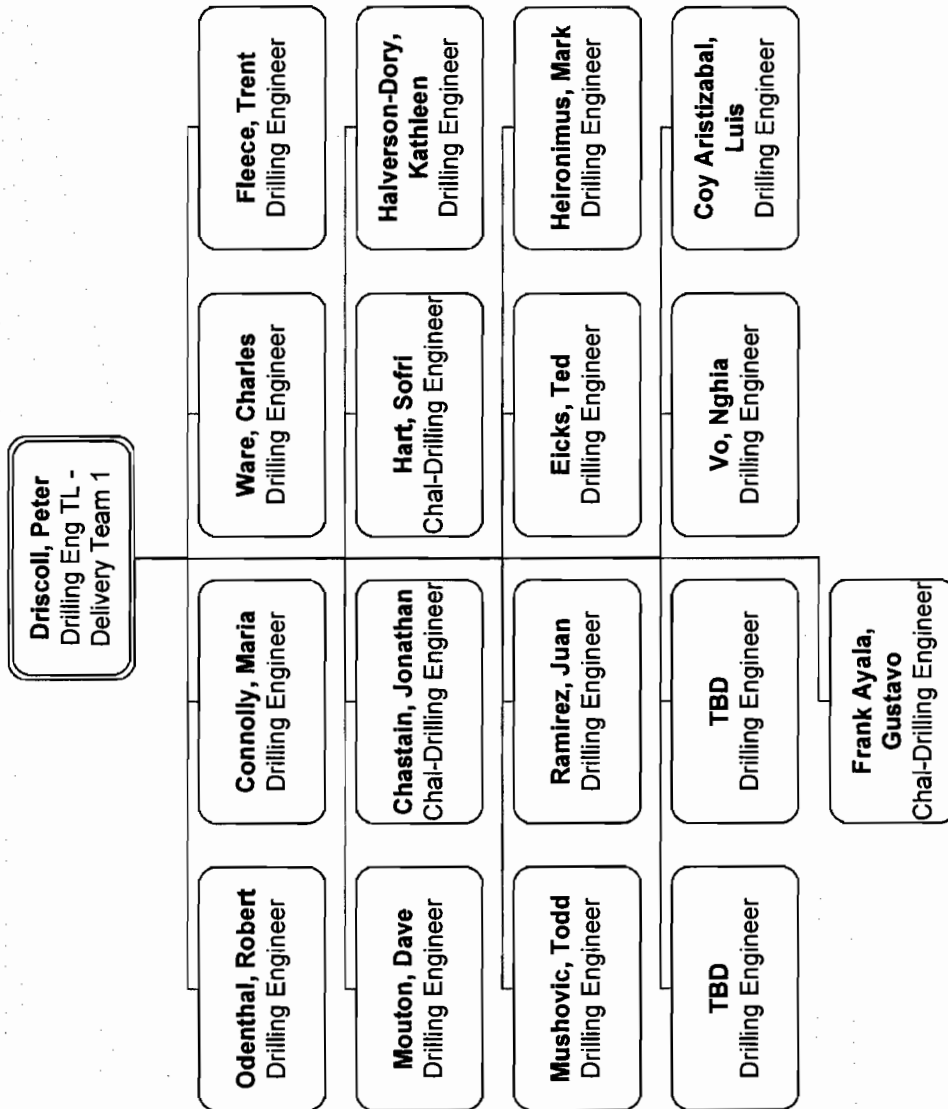 Driscoll, Peter
Drilling Eng TL -
Delivery Team 1
Odenthal, Robert
Drilling Engineer
Connolly, Maria
Drilling Engineer
Ware, Charles
Drilling Engineer
Fleece, Trent
Drilling Engineer
Mouton, Dave
Drilling Engineer
Chastain, Jonathan
Chal-Drilling Engineer
Hart, Sofri
Chal-Drilling Engineer
Halverson-Dory,
Kathleen
Drilling Engineer
Mushovic, Todd
Drilling Engineer
Ramirez, Juan
Drilling Engineer
Eicks, Ted
Drilling Engineer
Heironimus, Mark
Drilling Engineer
TBD
Drilling Engineer
TBD
Drilling Engineer
Vo, Nghia
Drilling Engineer
Coy Aristizabal,
Luis
Drilling Engineer
Frank Ayala,
Gustavo
Chal-Drilling Engineer